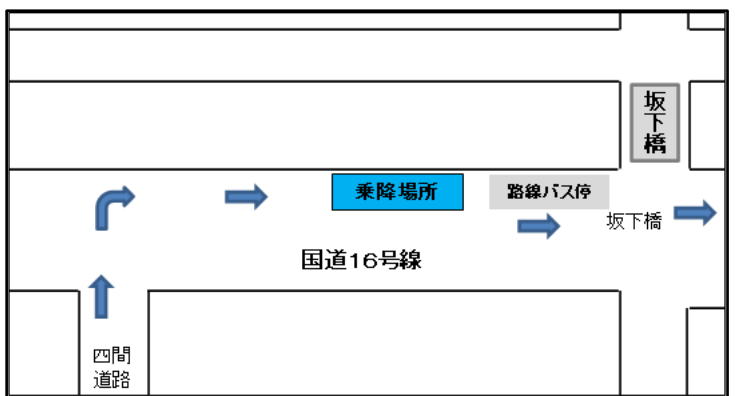 坂下橋
乗降場所
路線バス停
坂下橋
国道16号線
四間
道路